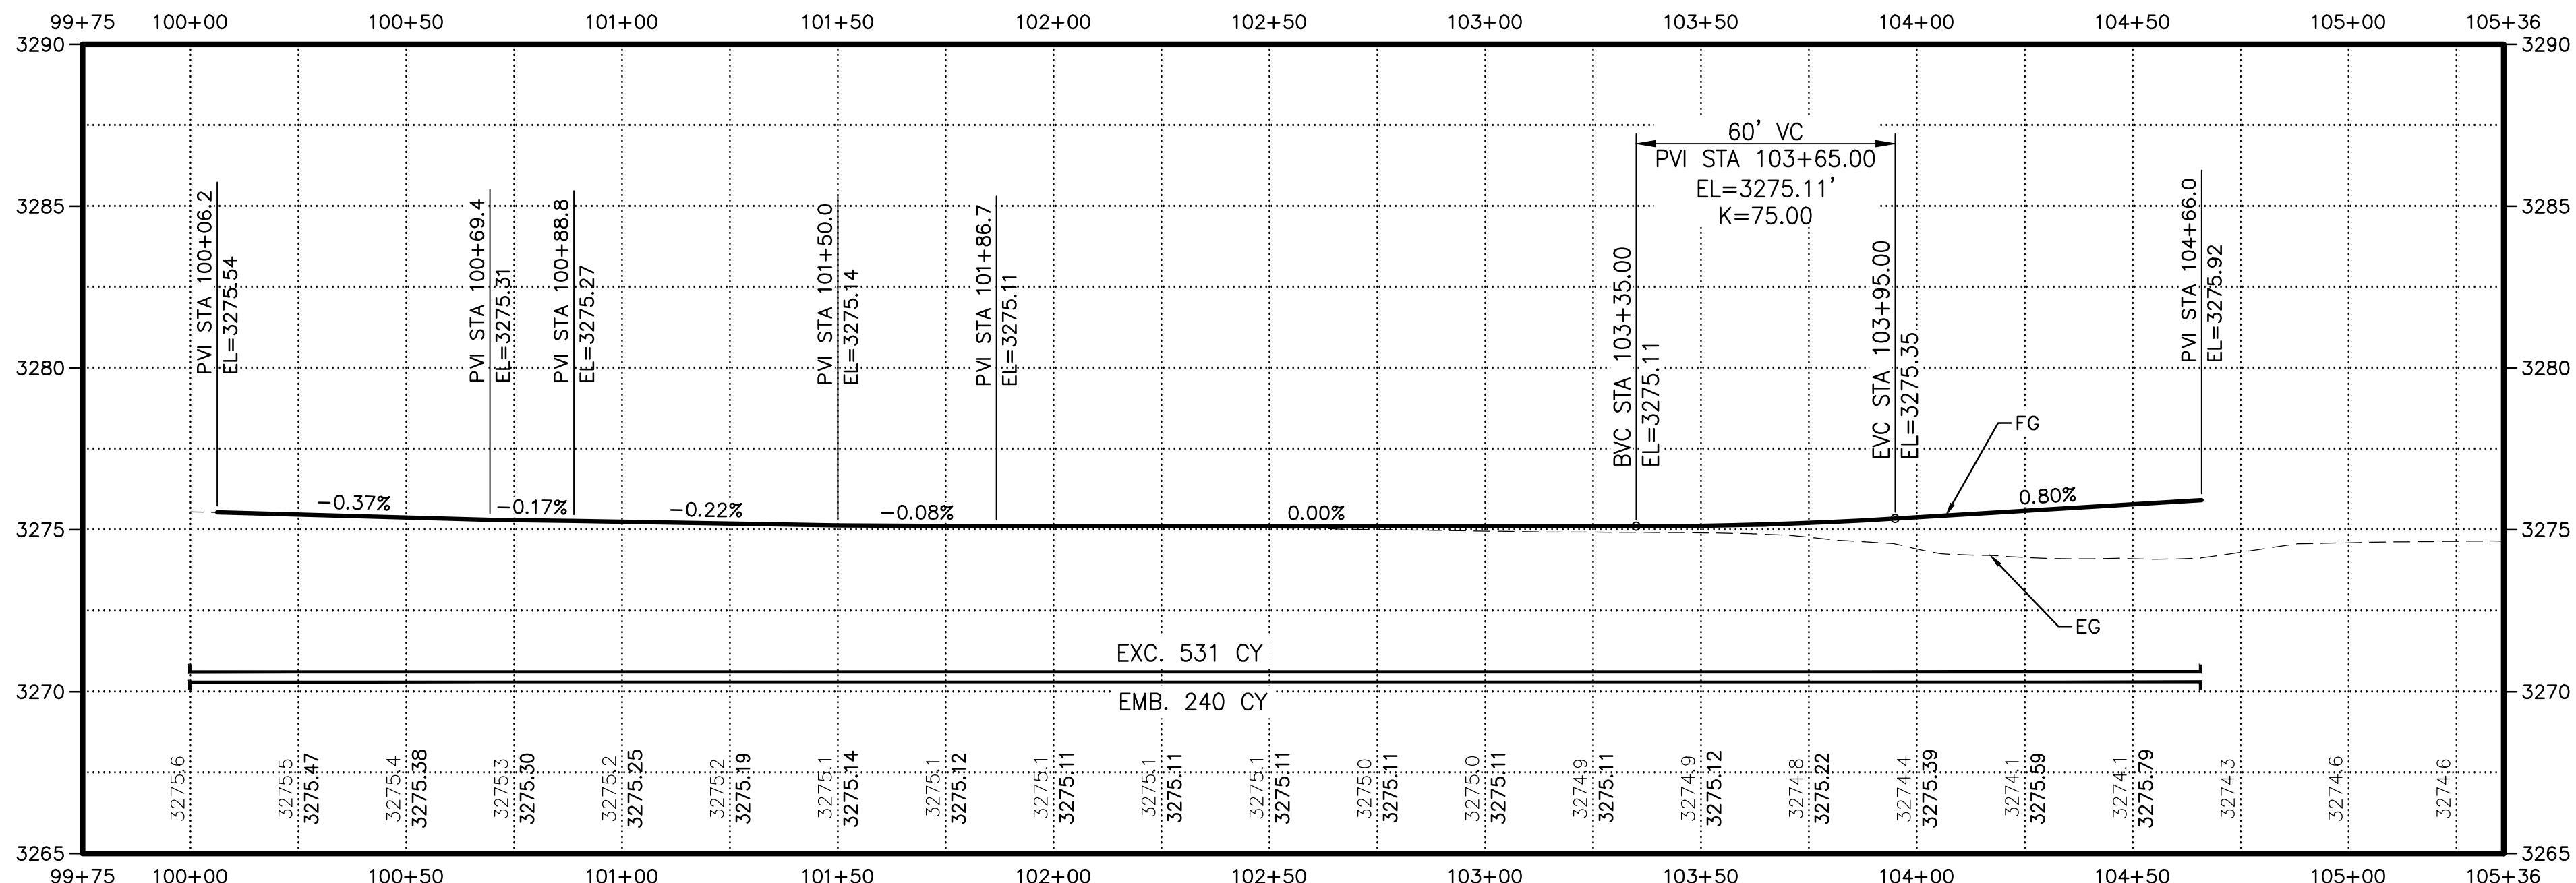 99+75 100+00 100+50 101+00 101+50 102+00 102+50 103+00 103+50 104+00 104+50 105+00 105+36
3290 3290
60' VC
PVI STA 103+65.00
EL=3275.11'
K=75.00
3285 3285
PVI STA 100+06.2
EL=3275.54
PVI STA 100+69.4
EL=3275.31
PVI STA 100+88.8
EL=3275.27
PVI STA 101+50.0
EL=3275.14
PVI STA 101+86.7
EL=3275.11
BVC STA 103+35.00
EL=3275.11
EVC STA 103+95.00
EL=3275.35
PVI STA 104+66.0
EL=3275.92
3280 3280
FG
-0.37% -0.17% -0.22% -0.08% 0.00% 0.80%
3275 3275
EG
EXC. 531 CY
3270 3270
EMB. 240 CY
3275.6
3275.5
3275.47
3275.4
3275.38
3275.3
3275.30
3275.2
3275.25
3275.2
3275.19
3275.1
3275.14
3275.1
3275.12
3275.1
3275.11
3275.1
3275.11
3275.1
3275.11
3275.0
3275.11
3275.0
3275.11
3274.9
3275.11
3274.9
3275.12
3274.8
3275.22
3274.4
3275.39
3274.1
3275.59
3274.1
3275.79
3274.3
3274.6
3274.6
3265 3265
99+75 100+00 100+50 101+00 101+50 102+00 102+50 103+00 103+50 104+00 104+50 105+00 105+36